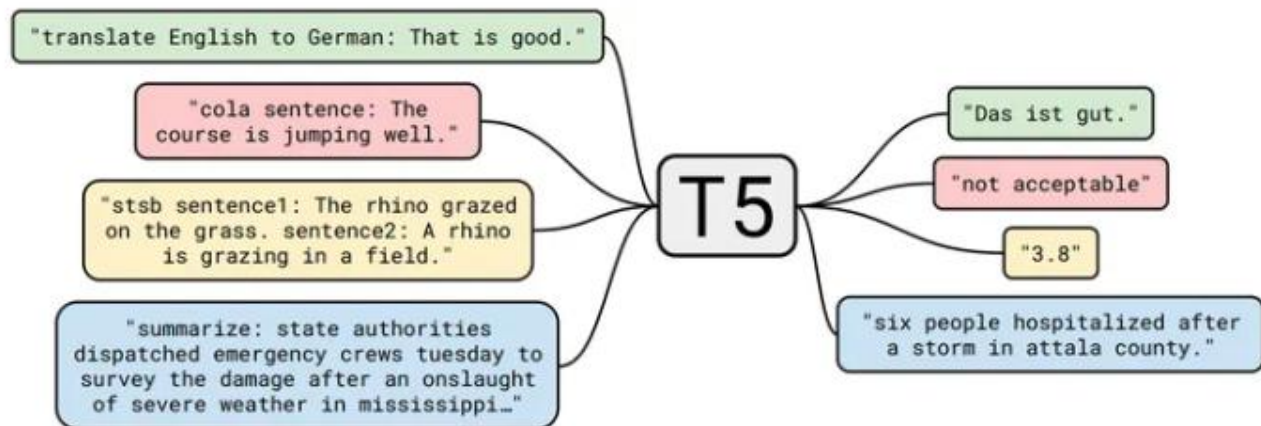 "translate English to German: That is good."
"cola sentence: The
course is jumping well."
"stsb sentence1: The rhino grazed
on the grass. sentence2: A rhino
is grazing in a field."
"summarize: state authorities
dispatched emergency crews tuesday to
survey the damage after an onslaught
of severe weather in mississippi…"
T5
"Das ist gut."
"not acceptable"
"3.8"
"six people hospitalized after
a storm in attala county."